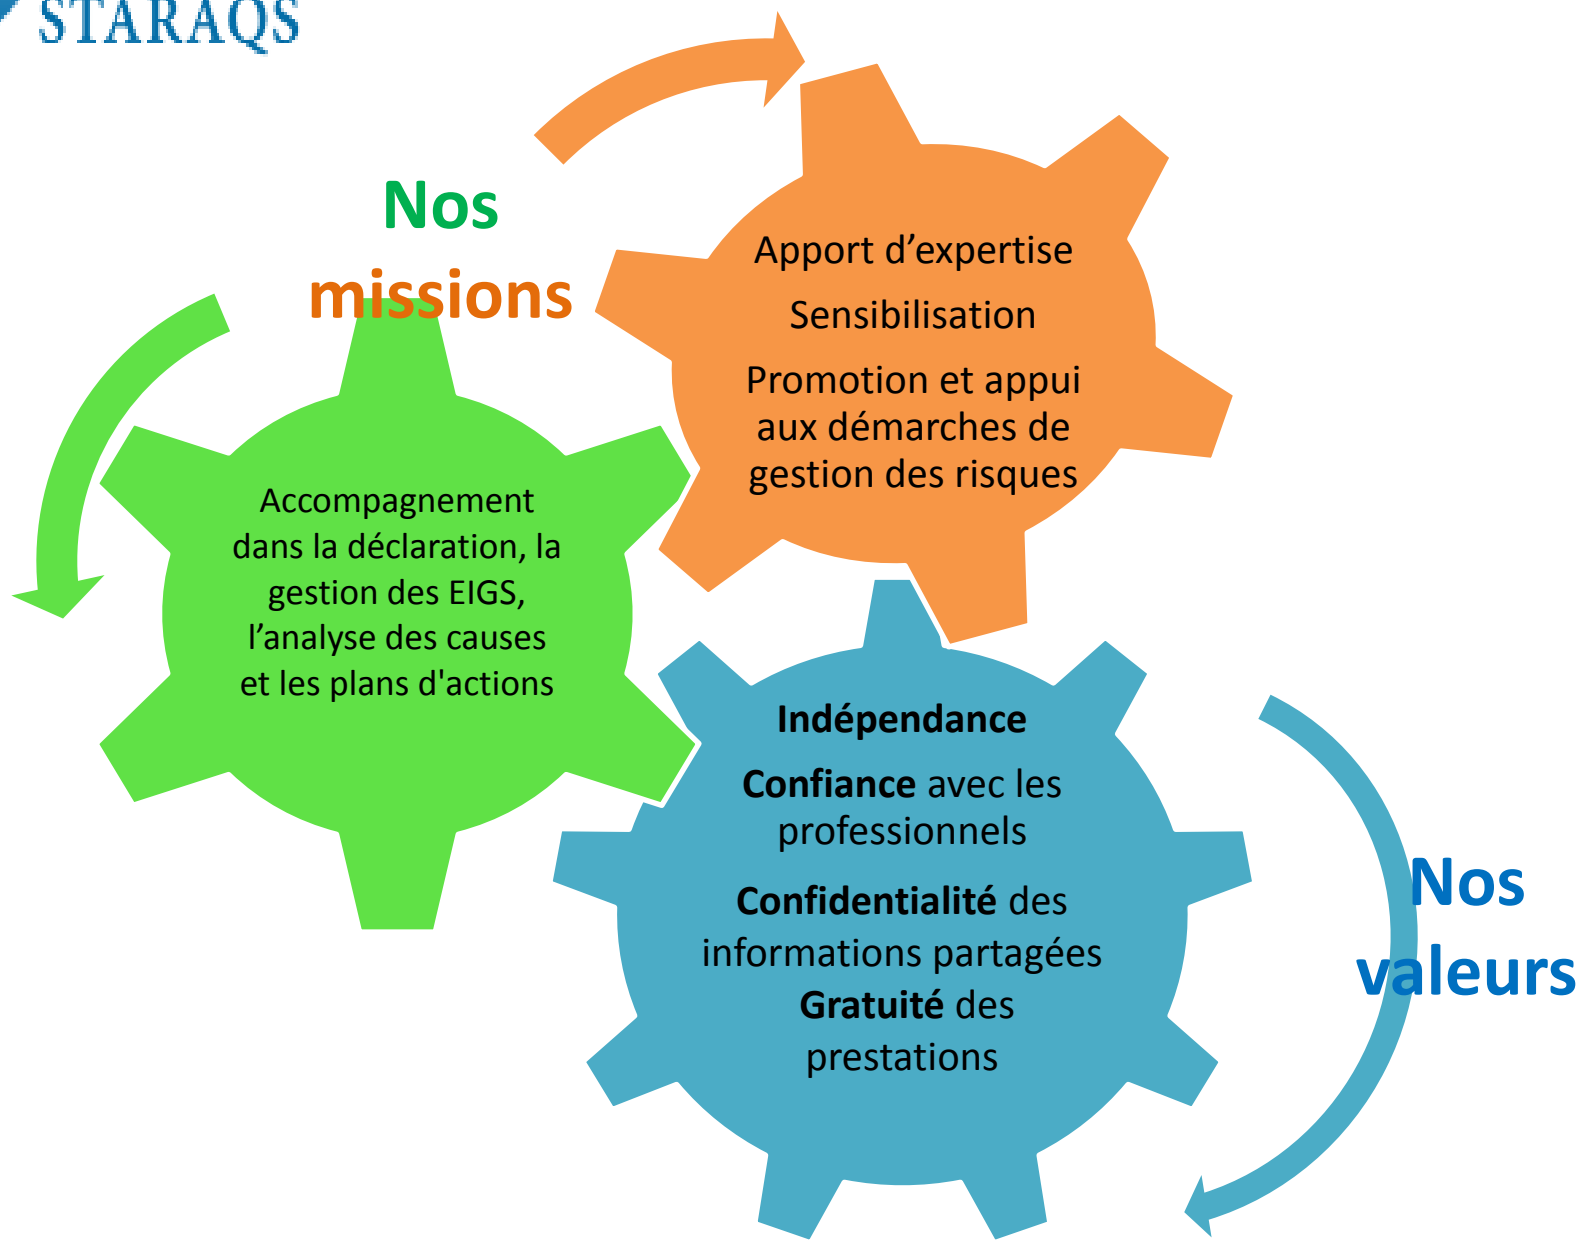 STARAQS
Nos
missions
Apport d’expertise
Sensibilisation
Promotion et appui
aux démarches de
gestion des risques
Accompagnement
dans la déclaration, la
gestion des EIGS,
l’analyse des causes
et les plans d'actions
Indépendance
Confiance avec les
professionnels
Confidentialité des
informations partagées
Gratuité des
prestations
Nos
valeurs